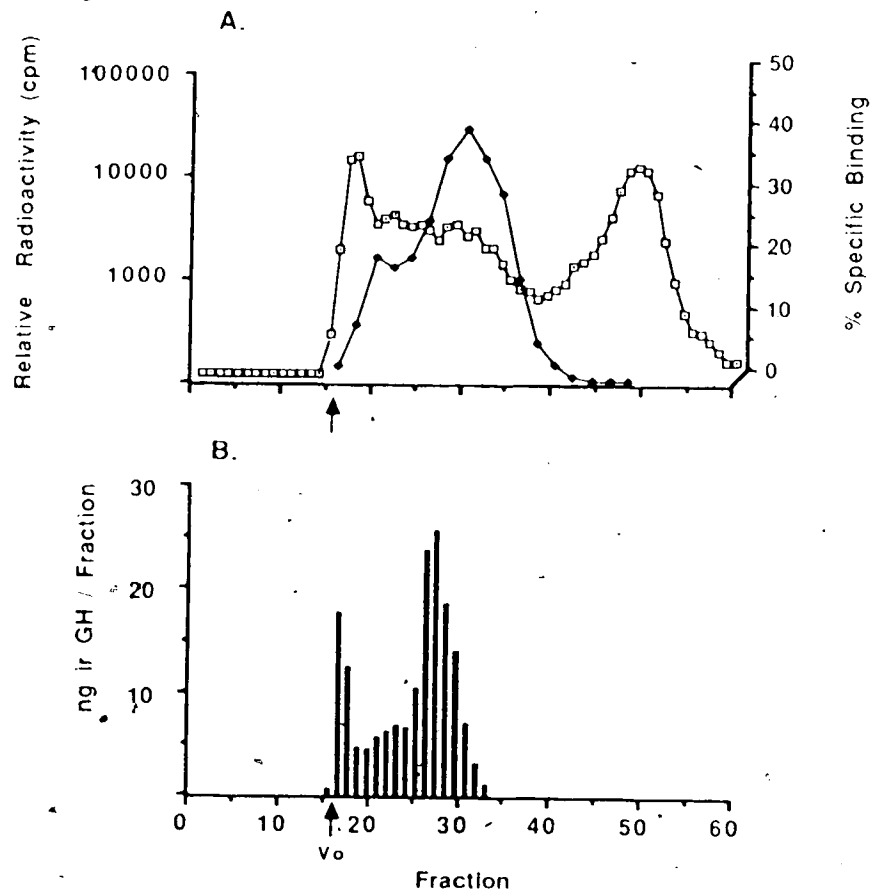 A.
Relative Radioactivity (cpm)
100000
10000
1000
50
40
30
20
10
0
% Specific Binding
B.
ng ir GH / Fraction
30
20
10
0
10
20
30
40
50
60
Vo
Fraction